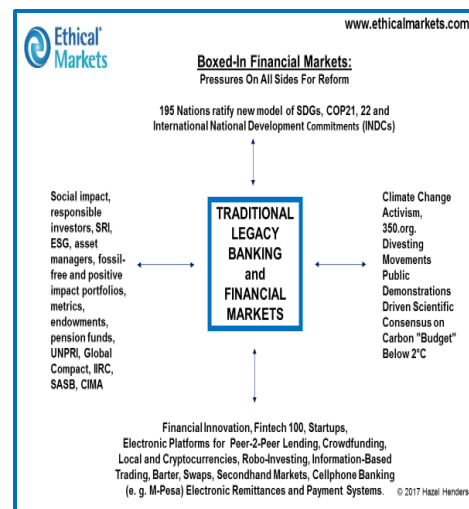 www.ethicalmarkets.com
Ethical®
Markets
Boxed-In Financial Markets:
Pressures On All Sides For Reform
195 Nations ratify new model of SDGs, COP21, 22 and
International National Development Commitments (INDCs)
Social impact,
responsible
investors, SRI,
ESG, asset
managers, fossil-
free and positive
impact portfolios,
metrics,
endowments,
pension funds,
UNPRI, Global
Compact, IIRC,
SASB, CIMA
TRADITIONAL
LEGACY
BANKING
and
FINANCIAL
MARKETS
Climate Change
Activism,
350.org.
Divesting
Movements
Public
Demonstrations
Driven Scientific
Consensus on
Carbon "Budget"
Below 2°C
Financial Innovation, Fintech 100, Startups,
Electronic Platforms for Peer-2-Peer Lending, Crowdfunding,
Local and Cryptocurrencies, Robo-Investing, Information-Based
Trading, Barter, Swaps, Secondhand Markets, Cellphone Banking
(e. g. M-Pesa) Electronic Remittances and Payment Systems.
© 2017 Hazel Henders